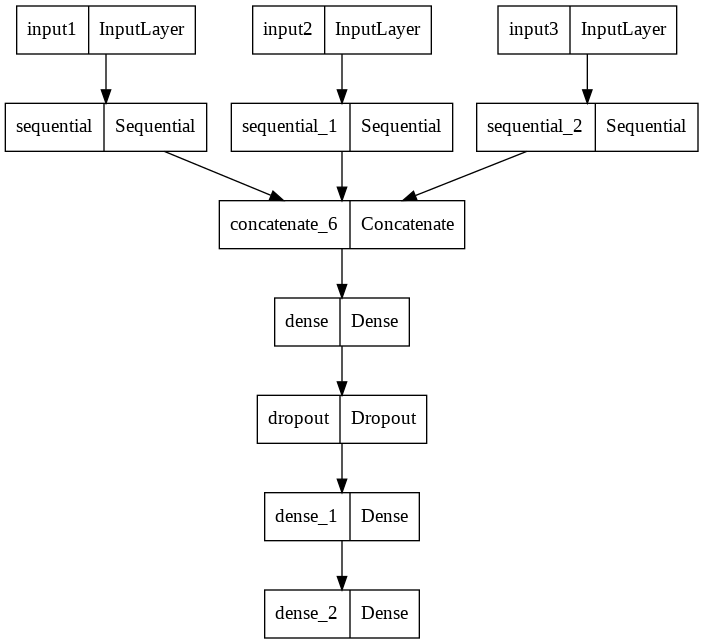 input1 InputLayer input2 InputLayer input3 InputLayer
sequential Sequential sequential_1 Sequential sequential_2 Sequential
concatenate_6 Concatenate
dense Dense
dropout Dropout
dense_1 Dense
dense_2 Dense